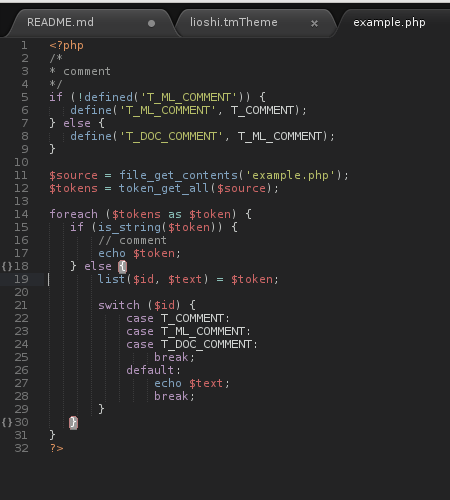 README.md lioshi.tmTheme × example.php
1 <?php
2 /*
3 * comment
4 */
5 if (!defined('T_ML_COMMENT')) {
6 define('T_ML_COMMENT', T_COMMENT);
7 } else {
8 define('T_DOC_COMMENT', T_ML_COMMENT);
9 }
10
11 $source = file_get_contents('example.php');
12 $tokens = token_get_all($source);
13
14 foreach ($tokens as $token) {
15 if (is_string($token)) {
16 // comment
17 echo $token;
{}18 } else {
19 list($id, $text) = $token;
20
21 switch ($id) {
22 case T_COMMENT:
23 case T_ML_COMMENT:
24 case T_DOC_COMMENT:
25 break;
26 default:
27 echo $text;
28 break;
29 }
{}30 }
31 }
32 ?>